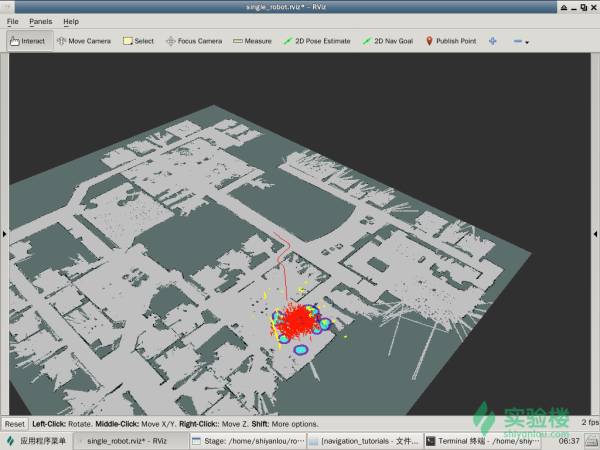 single_robot.rviz* - RViz
File Panels Help
Interact Move Camera Select Focus Camera Measure 2D Pose Estimate 2D Nav Goal Publish Point
实验楼
shiyanlou.com
Reset Left-Click: Rotate. Middle-Click: Move X/Y. Right-Click:: Move Z. Shift: More options. 2 fps
应用程序菜单 single_robot.rviz* - RViz Stage: /home/shiyanlou/ro... [navigation_tutorials - 文件... Terminal 终端 - /home/shiy... 06:37